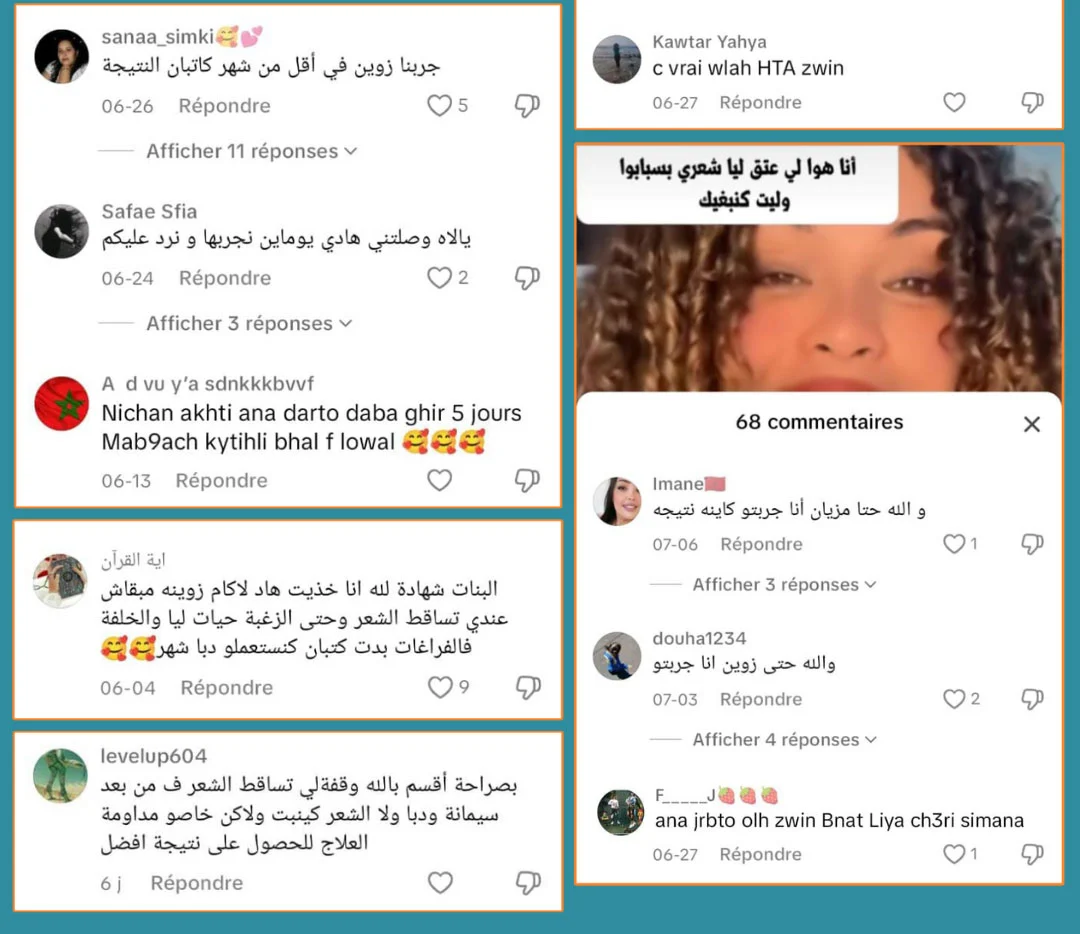 sanaa_simki🥰💕
جربنا زوين في أقل من شهر كاتبان النتيجة
06-26 Répondre 5
Afficher 11 réponses
Safae Sfia
يالاه وصلتني هادي يوماين نجربها و نرد عليكم
06-24 Répondre 2
Afficher 3 réponses
A d vu y’a sdnkkkbvvf
Nichan akhti ana darto daba ghir 5 jours
Mab9ach kytihli bhal f lowal 🥰🥰🥰
06-13 Répondre
اية القرآن
البنات شهادة لله انا خذيت هاد لاكام زوينه مبقاش
عندي تساقط الشعر وحتى الزغبة حيات ليا والخلفة
فالفراغات بدت كتبان كنستعملو دبا شهر🥰🥰
06-04 Répondre 9
levelup604
بصراحة أقسم بالله وقفةلي تساقط الشعر ف من بعد
سيمانة ودبا ولا الشعر كينبت ولاكن خاصو مداومة
العلاج للحصول على نتيجة افضل
6 j Répondre
Kawtar Yahya
c vrai wlah HTA zwin
06-27 Répondre
أنا هوا لي عتق ليا شعري بسبابوا
وليت كنبغيك
68 commentaires
Imane🇲🇦
و الله حتا مزيان أنا جربتو كاينه نتيجه
07-06 Répondre 1
Afficher 3 réponses
douha1234
والله حتى زوين انا جربتو
07-03 Répondre 2
Afficher 4 réponses
F_____J🍓🍓🍓
ana jrbto olh zwin Bnat Liya ch3ri simana
06-27 Répondre 1